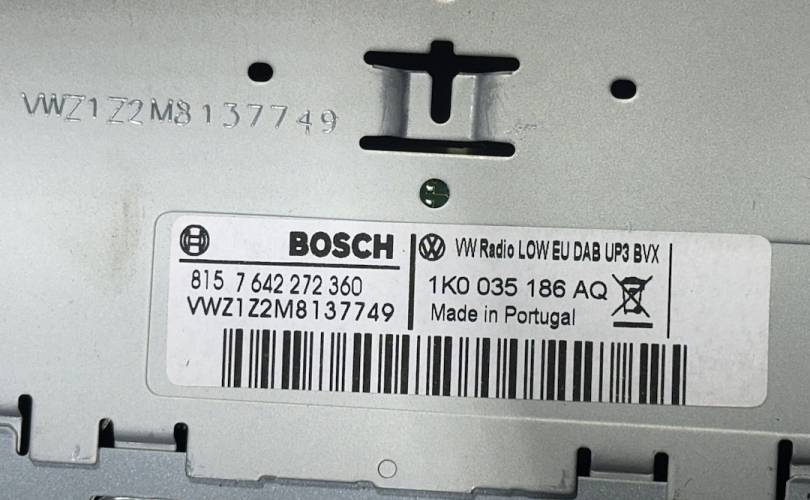 VWZ1Z2M8137749
BOSCH
VW Radio LOW EU DAB UP3 BVX
815 7 642 272 360
1K0 035 186 AQ
VWZ1Z2M8137749
Made in Portugal